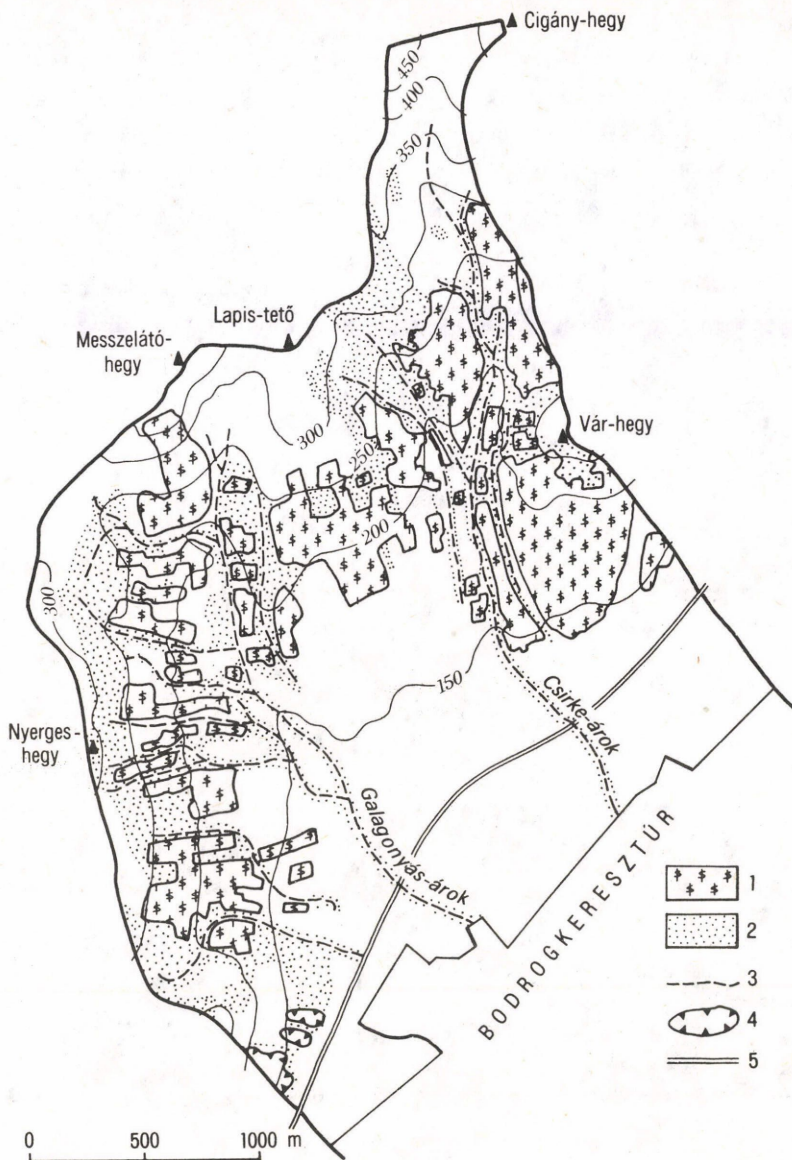 Cigány-hegy
450
400
350
Lapis-tető
Messzelátó-
hegy
300
Vár-hegy
250
200
300
150
Csirke-árok
Nyerges-
hegy
Galagonyás-árok
BODROGKERESZTÚR
1
2
3
4
5
0 500 1000 m